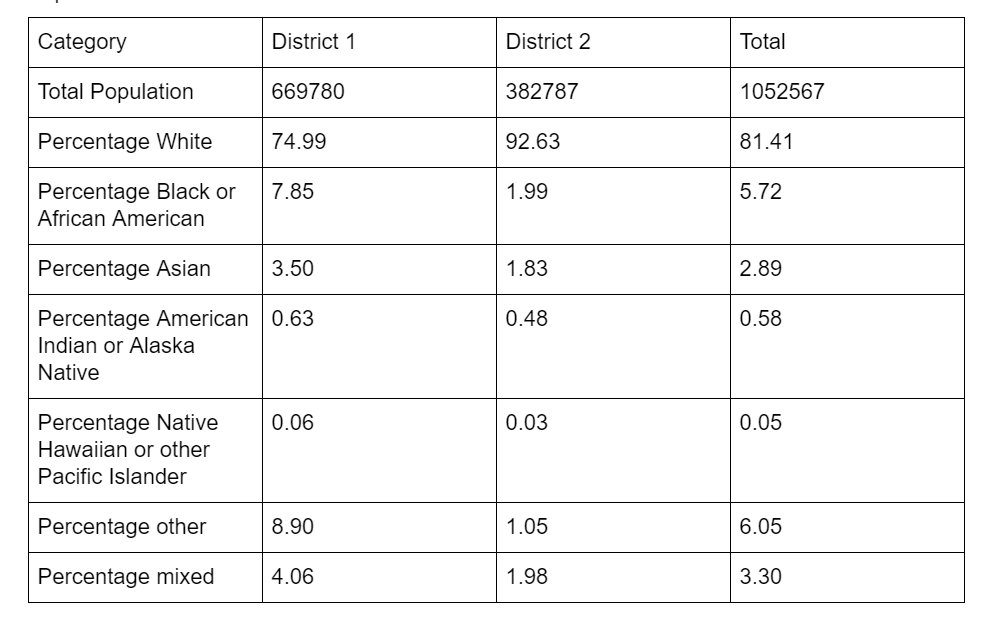 Category District 1 District 2 Total
Total Population 669780 382787 1052567
Percentage White 74.99 92.63 81.41
Percentage Black or 7.85 1.99 5.72
African American
Percentage Asian 3.50 1.83 2.89
Percentage American 0.63 0.48 0.58
Indian or Alaska
Native
Percentage Native 0.06 0.03 0.05
Hawaiian or other
Pacific Islander
Percentage other 8.90 1.05 6.05
Percentage mixed 4.06 1.98 3.30